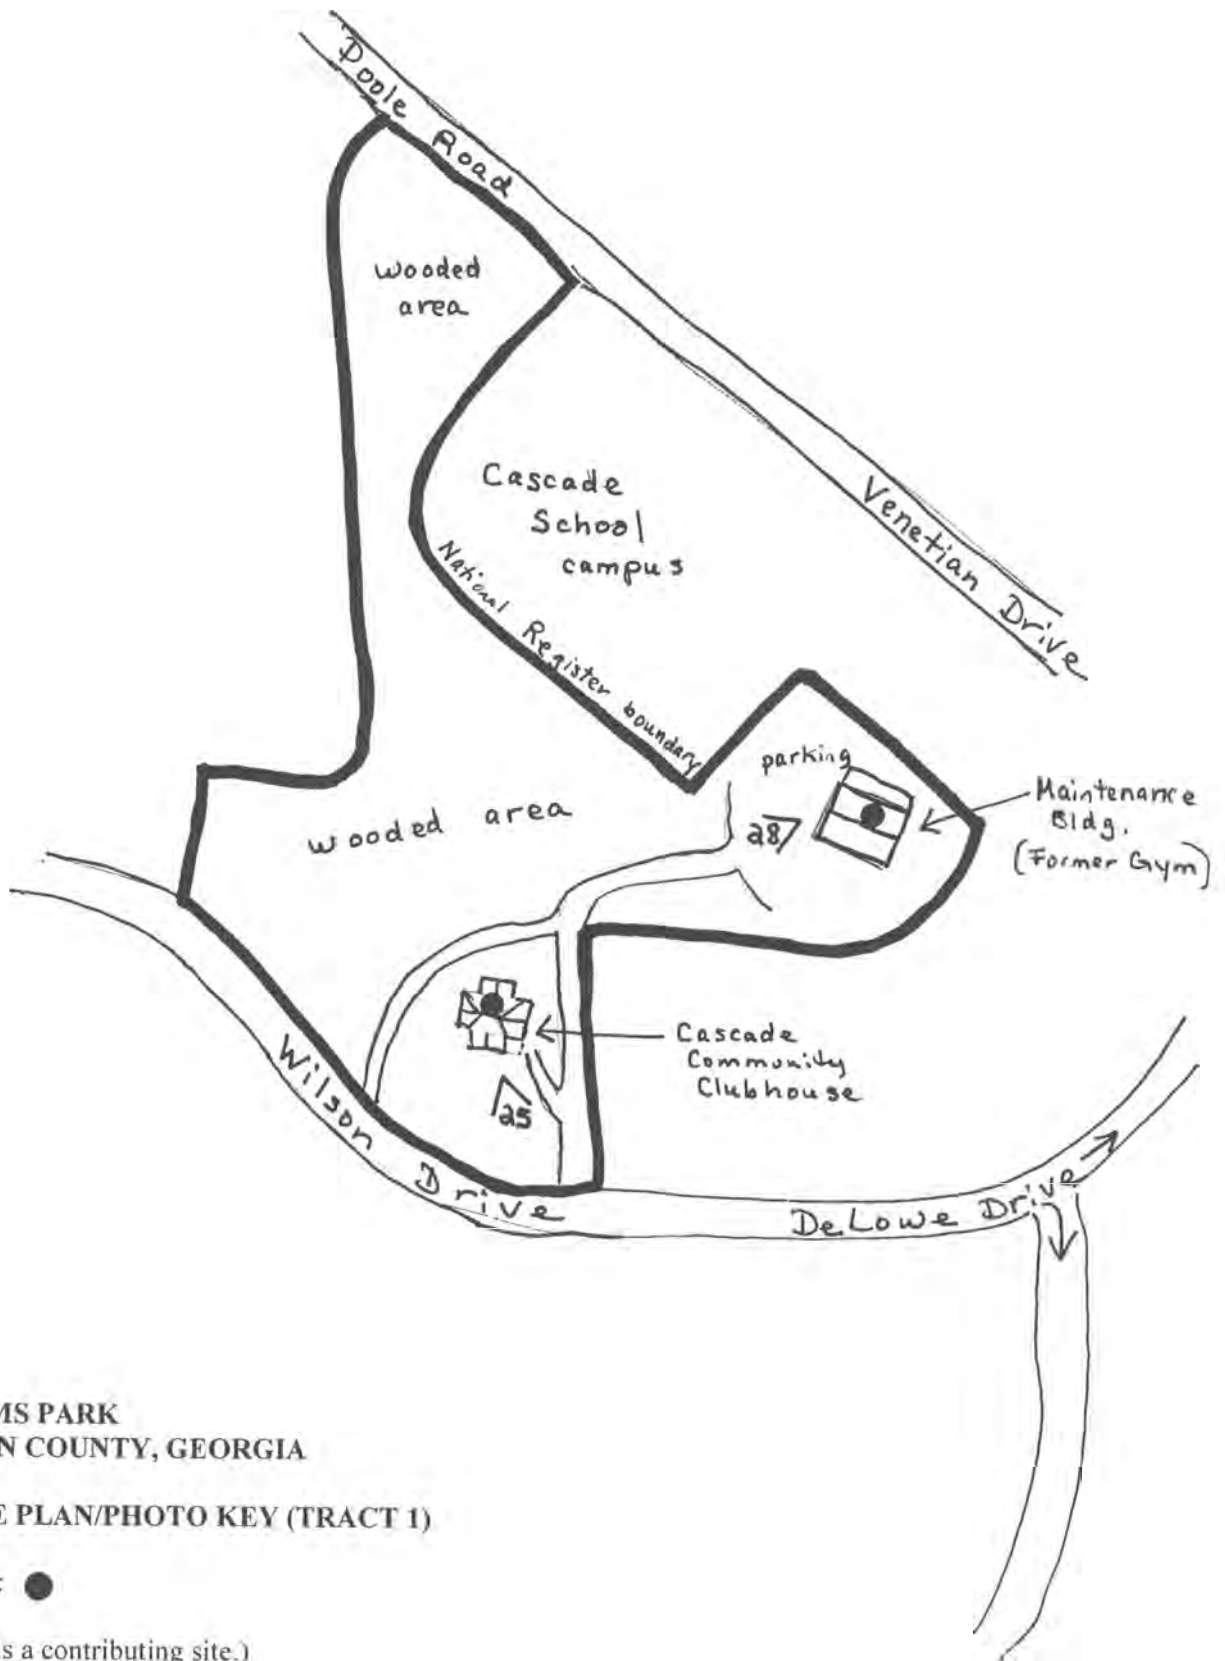 Poole Road
wooded
area
Cascade
School
campus
Venetian Drive
National Register boundary
parking
28
Maintenance
Bldg.
(Former Gym)
wooded area
Cascade
Community
Clubhouse
25
Wilson Drive
DeLowe Drive
MS PARK
N COUNTY, GEORGIA
E PLAN/PHOTO KEY (TRACT 1)
:
s a contributing site.)